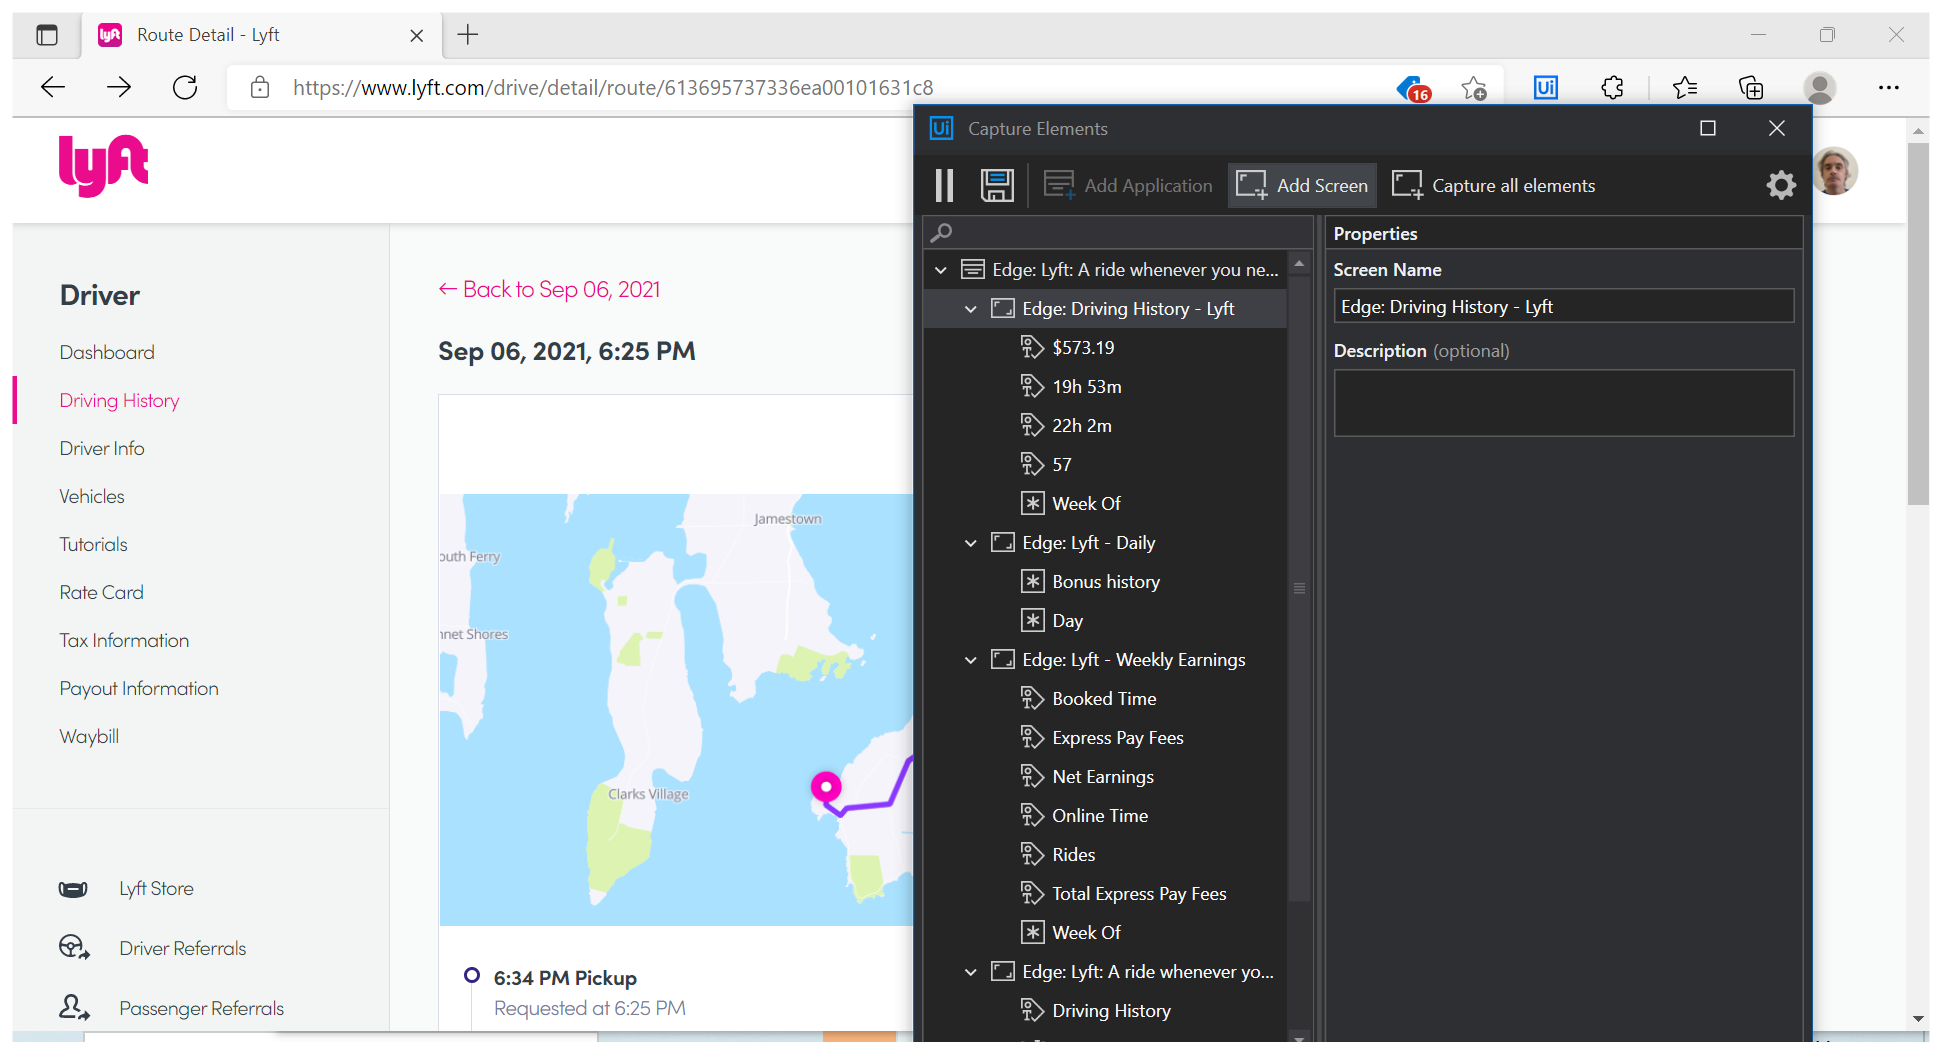 lyft
Route Detail - Lyft
https://www.lyft.com/drive/detail/route/613695737336ea00101631c8
16
Ui
lyft
Driver
Dashboard
Driving History
Driver Info
Vehicles
Tutorials
Rate Card
Tax Information
Payout Information
Waybill
Lyft Store
Driver Referrals
Passenger Referrals
← Back to Sep 06, 2021
Sep 06, 2021, 6:25 PM
Jamestown
outh Ferry
nnet Shores
Clarks Village
6:34 PM Pickup
Requested at 6:25 PM
Ui Capture Elements
Add Application
Add Screen
Capture all elements
Edge: Lyft: A ride whenever you ne...
Edge: Driving History - Lyft
$573.19
19h 53m
22h 2m
57
Week Of
Edge: Lyft - Daily
Bonus history
Day
Edge: Lyft - Weekly Earnings
Booked Time
Express Pay Fees
Net Earnings
Online Time
Rides
Total Express Pay Fees
Week Of
Edge: Lyft: A ride whenever yo...
Driving History
Properties
Screen Name
Edge: Driving History - Lyft
Description (optional)